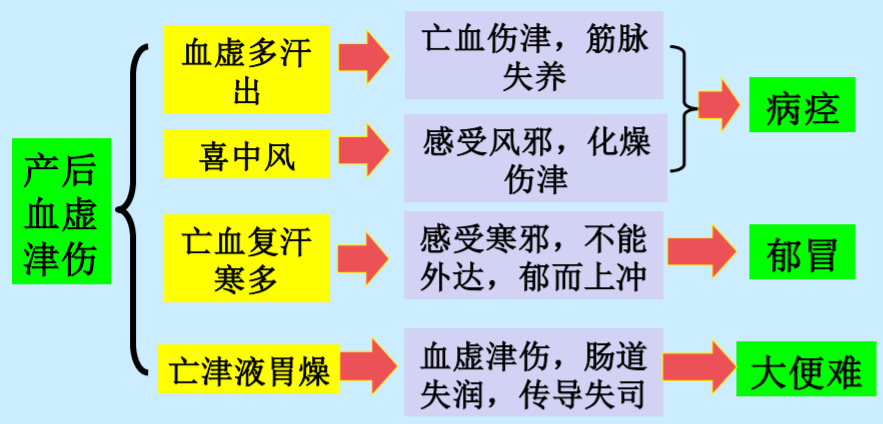 产后
血虚
津伤
血虚多汗
出
亡血伤津，筋脉
失养
喜中风
感受风邪，化燥
伤津
病痉
亡血复汗
寒多
感受寒邪，不能
外达，郁而上冲
郁冒
亡津液胃燥
血虚津伤，肠道
失润，传导失司
大便难